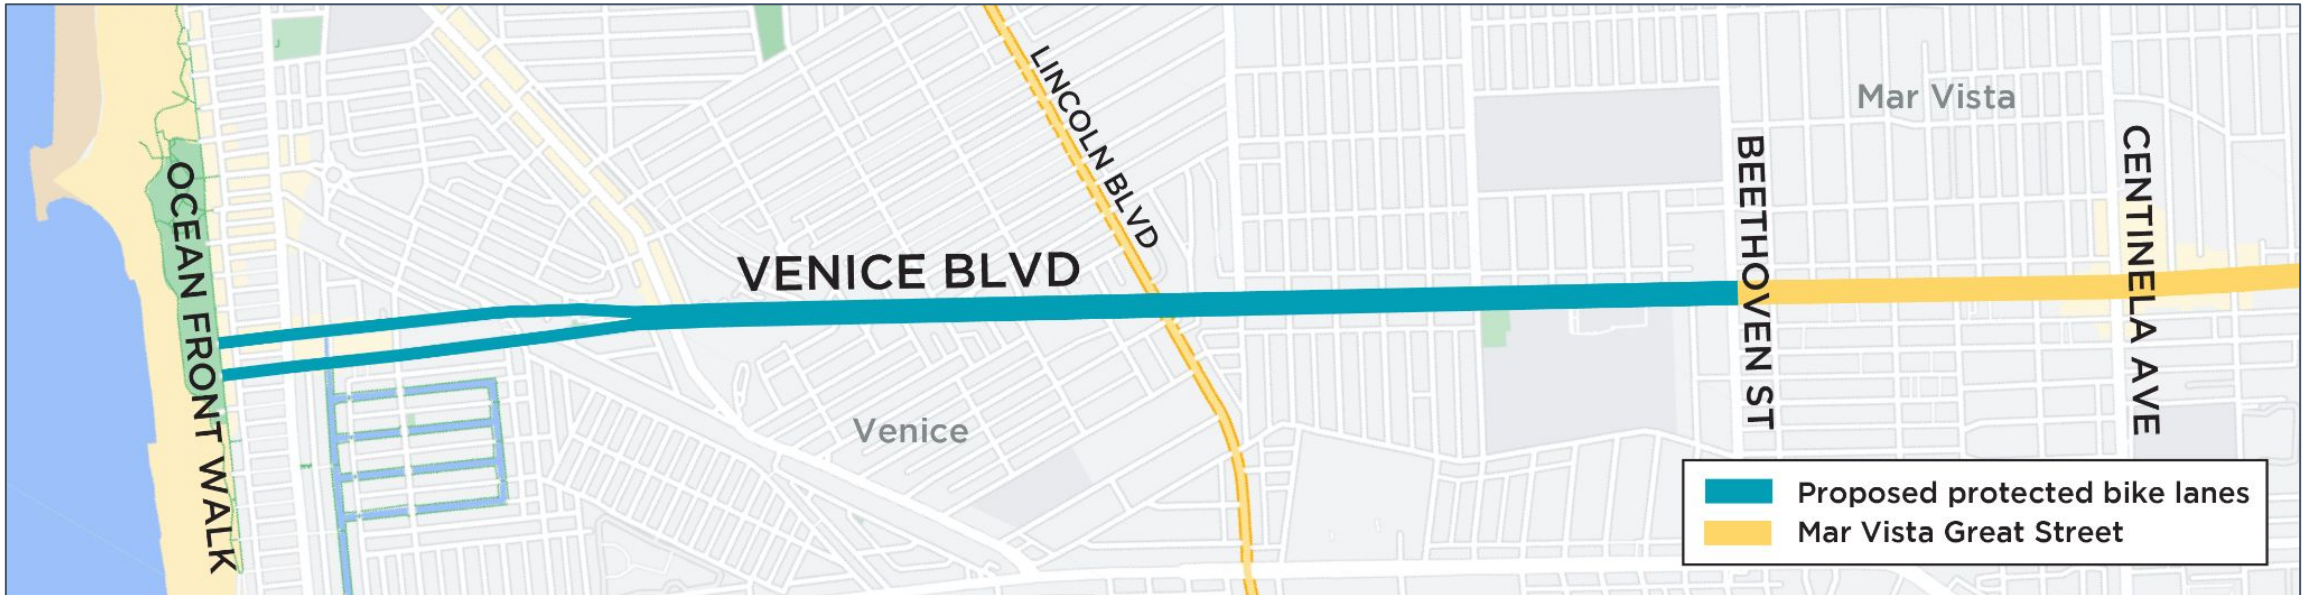 OCEAN FRONT WALK
VENICE BLVD
LINCOLN BLVD
Venice
Mar Vista
BEETHOVEN ST
CENTINELA AVE
Proposed protected bike lanes
Mar Vista Great Street